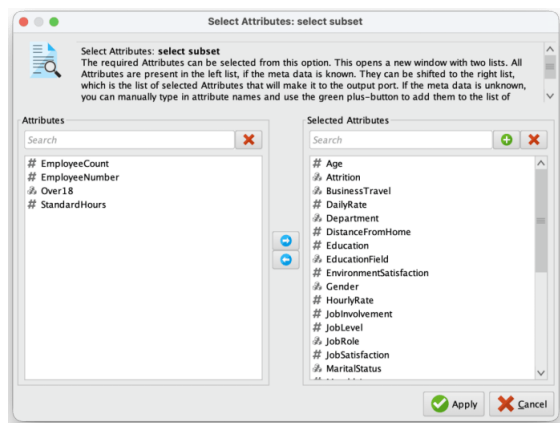 Select Attributes: select subset
Select Attributes: select subset
The required Attributes can be selected from this option. This opens a new window with two lists. All
Attributes are present in the left list, if the meta data is known. They can be shifted to the right list,
which is the list of selected Attributes that will make it to the output port. If the meta data is unknown,
you can manually type in attribute names and use the green plus-button to add them to the list of
Attributes
Search
# EmployeeCount
# EmployeeNumber
Over18
# StandardHours
Selected Attributes
Search
# Age
Attrition
BusinessTravel
# DailyRate
Department
# DistanceFromHome
# Education
EducationField
# EnvironmentSatisfaction
Gender
# HourlyRate
# JobInvolvement
# JobLevel
JobRole
# JobSatisfaction
MaritalStatus
Apply
Cancel